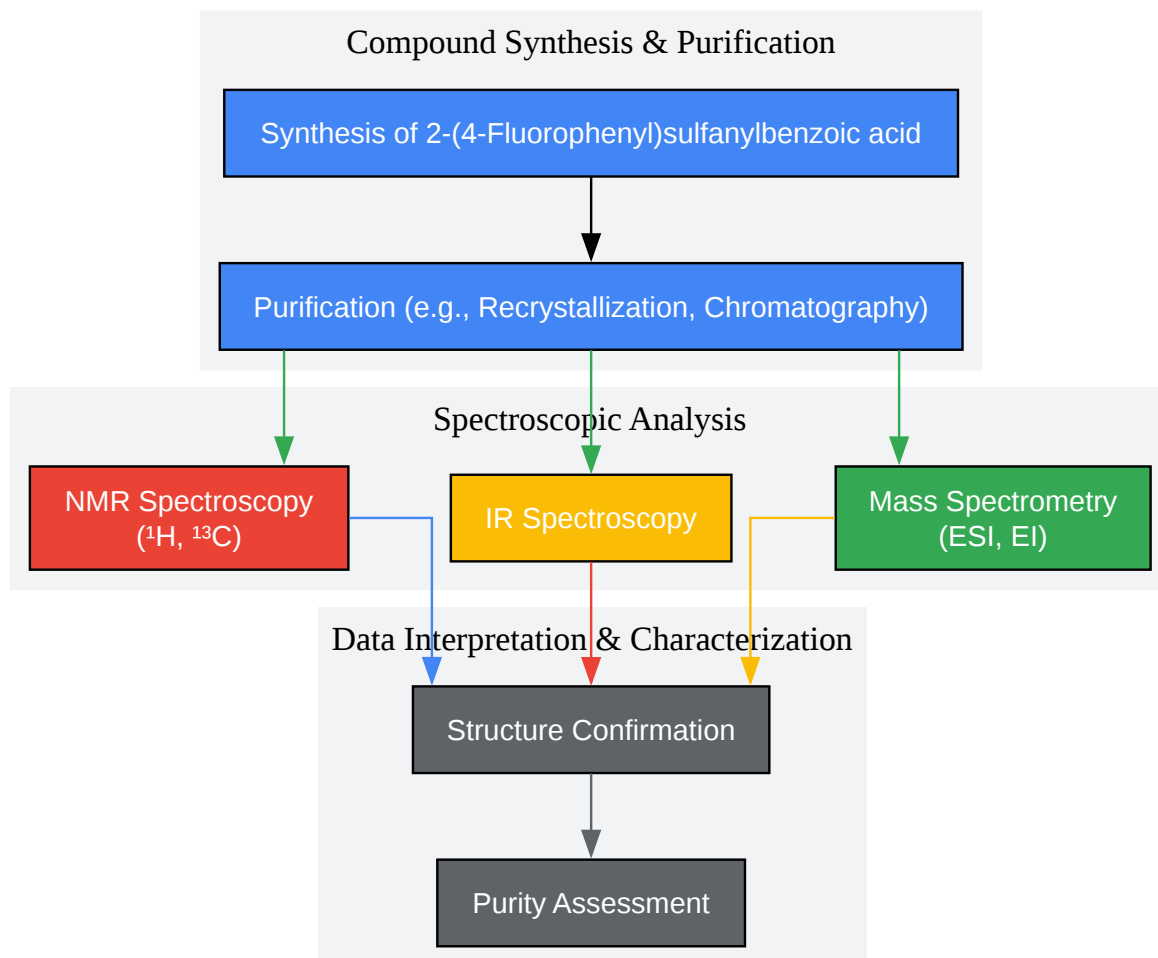 Compound Synthesis & Purification
Synthesis of 2-(4-Fluorophenyl)sulfanylbenzoic acid
Purification (e.g., Recrystallization, Chromatography)
Spectroscopic Analysis
NMR Spectroscopy
(¹H, ¹³C)
IR Spectroscopy
Mass Spectrometry
(ESI, EI)
Data Interpretation & Characterization
Structure Confirmation
Purity Assessment